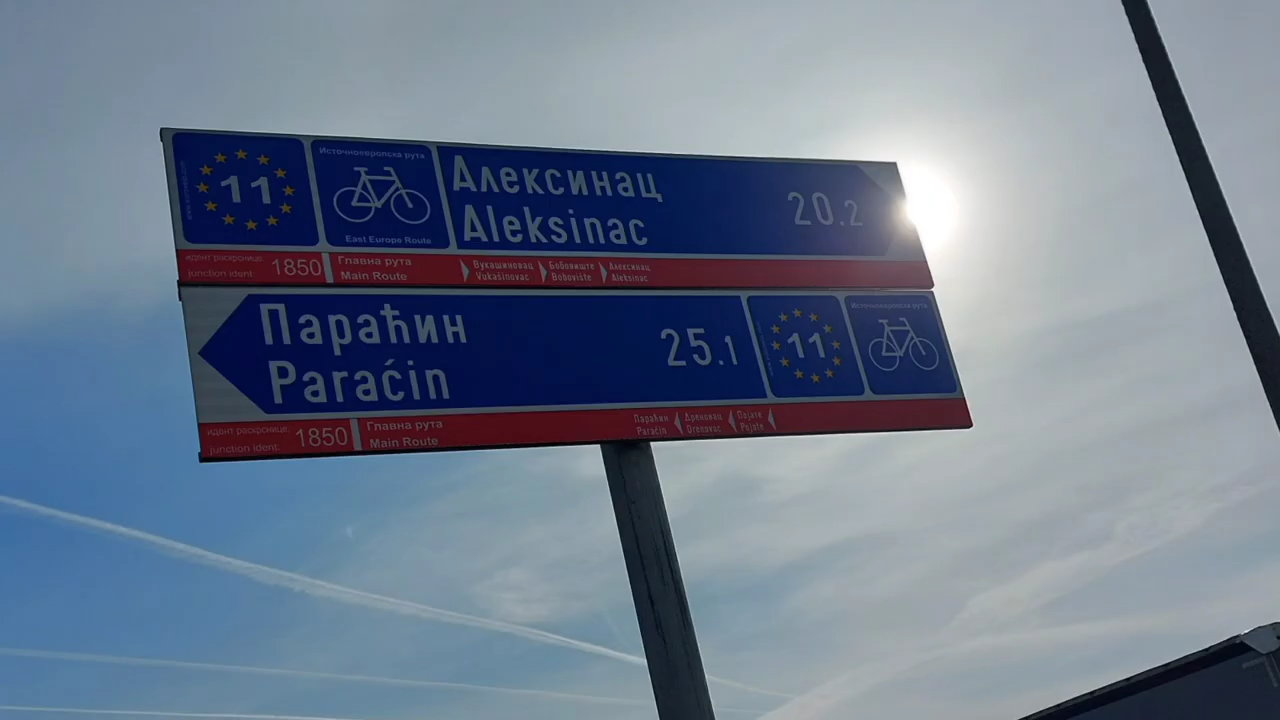 11
Источноевропска рута
East Europe Route
Алексинац
Aleksinac
20.2
идент раскрснице:
junction ident:
1850
Главна рута
Main Route
Вукашиновац Бобовиште Алексинац
Vukašinovac Bobovište Aleksinac
Параћин
Paraćin
25.1
11
Источноевропска рута
идент раскрснице:
junction ident:
1850
Главна рута
Main Route
Параћин Дреновац Појате
Paraćin Drenovac Pojate